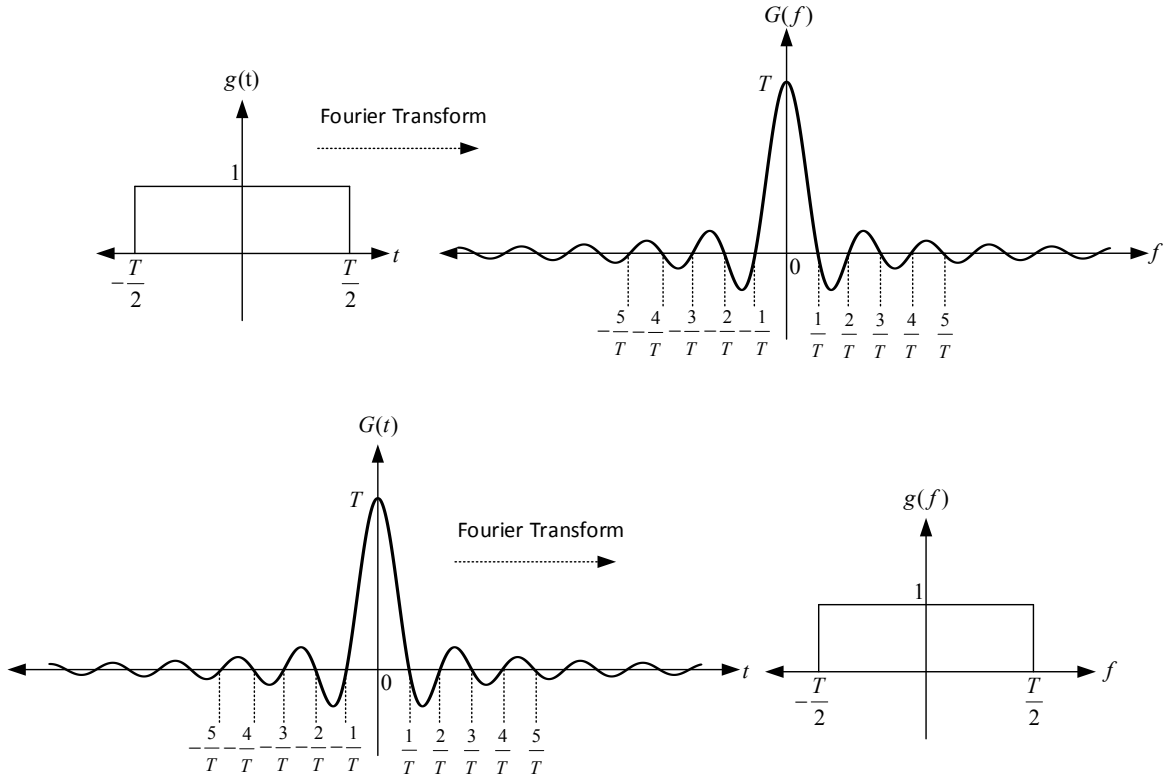 G(f)
T
g(t)
Fourier Transform
1
t
-T/2
T/2
0
f
-5/T -4/T -3/T -2/T -1/T 1/T 2/T 3/T 4/T 5/T
G(t)
T
Fourier Transform
g(f)
1
0
t
f
-T/2
T/2
-5/T -4/T -3/T -2/T -1/T 1/T 2/T 3/T 4/T 5/T